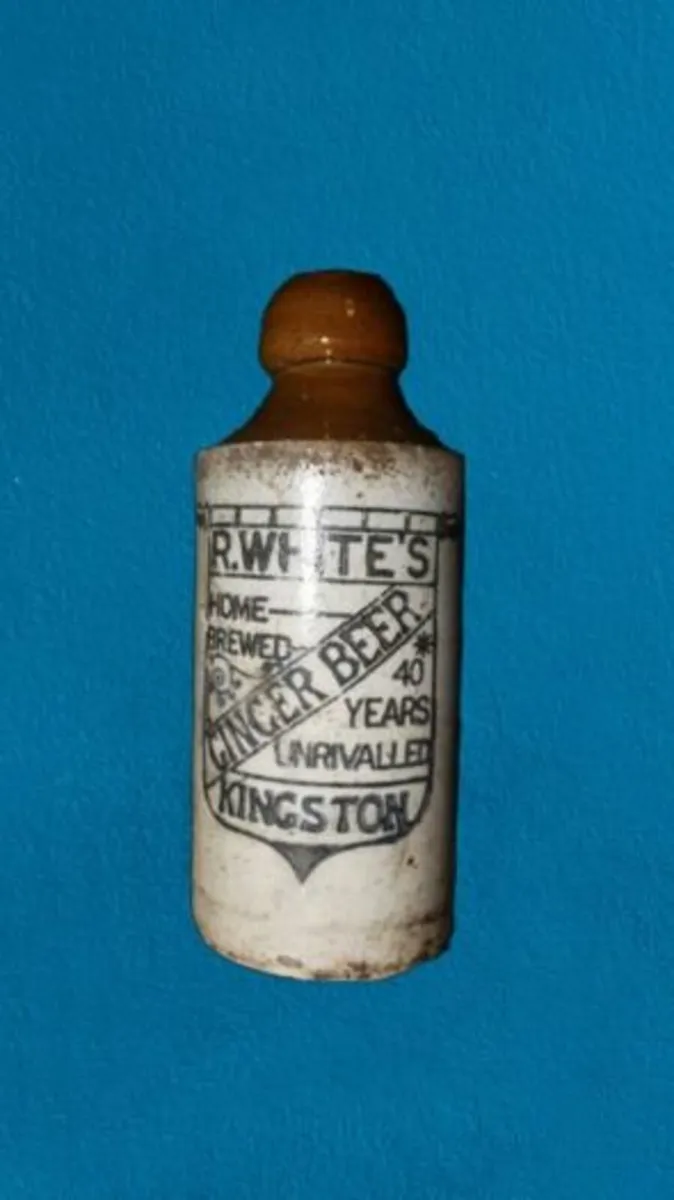 R.WHITE'S
HOME
BREWED
GINGER BEER
40
YEARS
UNRIVALLED
KINGSTON